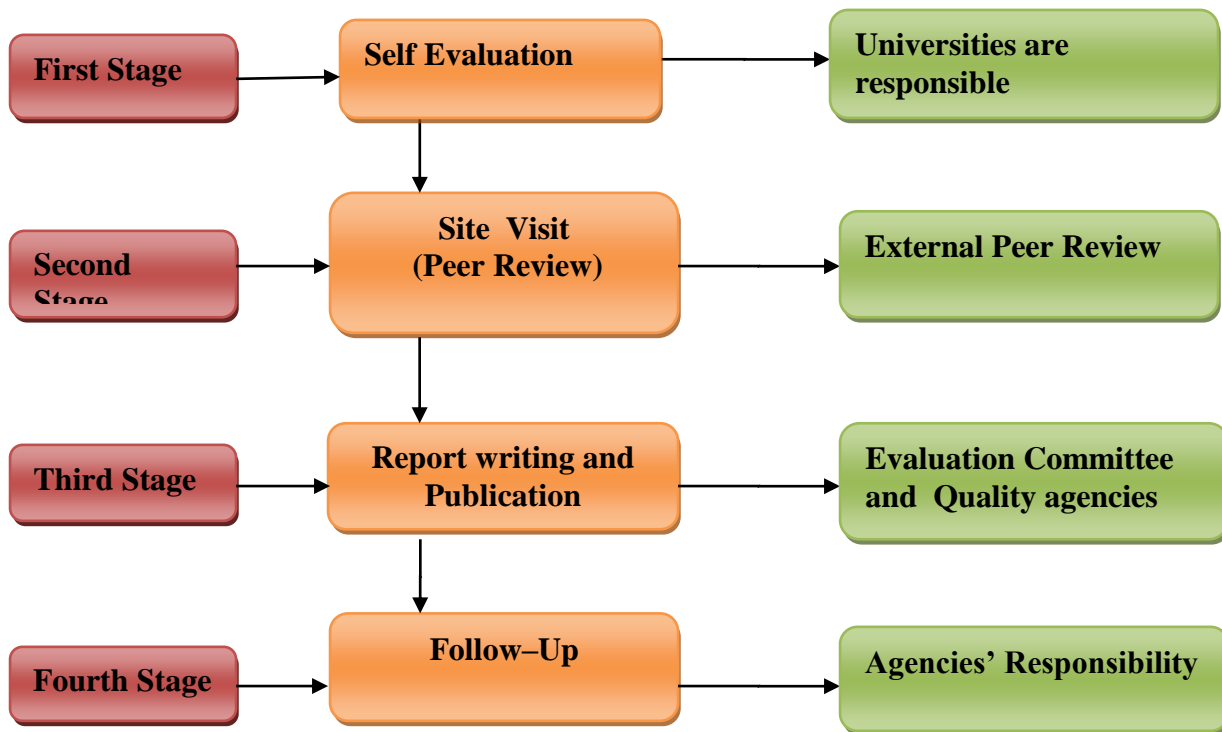 First Stage
Self Evaluation
Universities are
responsible
Second
Stage
Site Visit
(Peer Review)
External Peer Review
Third Stage
Report writing and
Publication
Evaluation Committee
and Quality agencies
Fourth Stage
Follow–Up
Agencies’ Responsibility